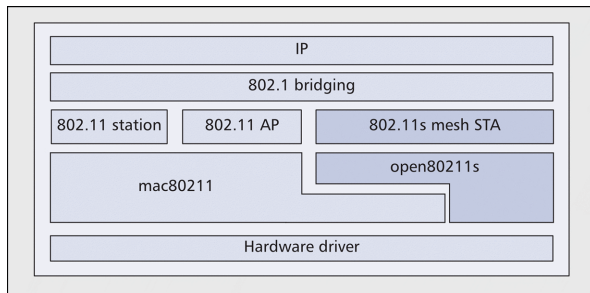 IP
802.1 bridging
802.11 station
802.11 AP
802.11s mesh STA
mac80211
open80211s
Hardware driver